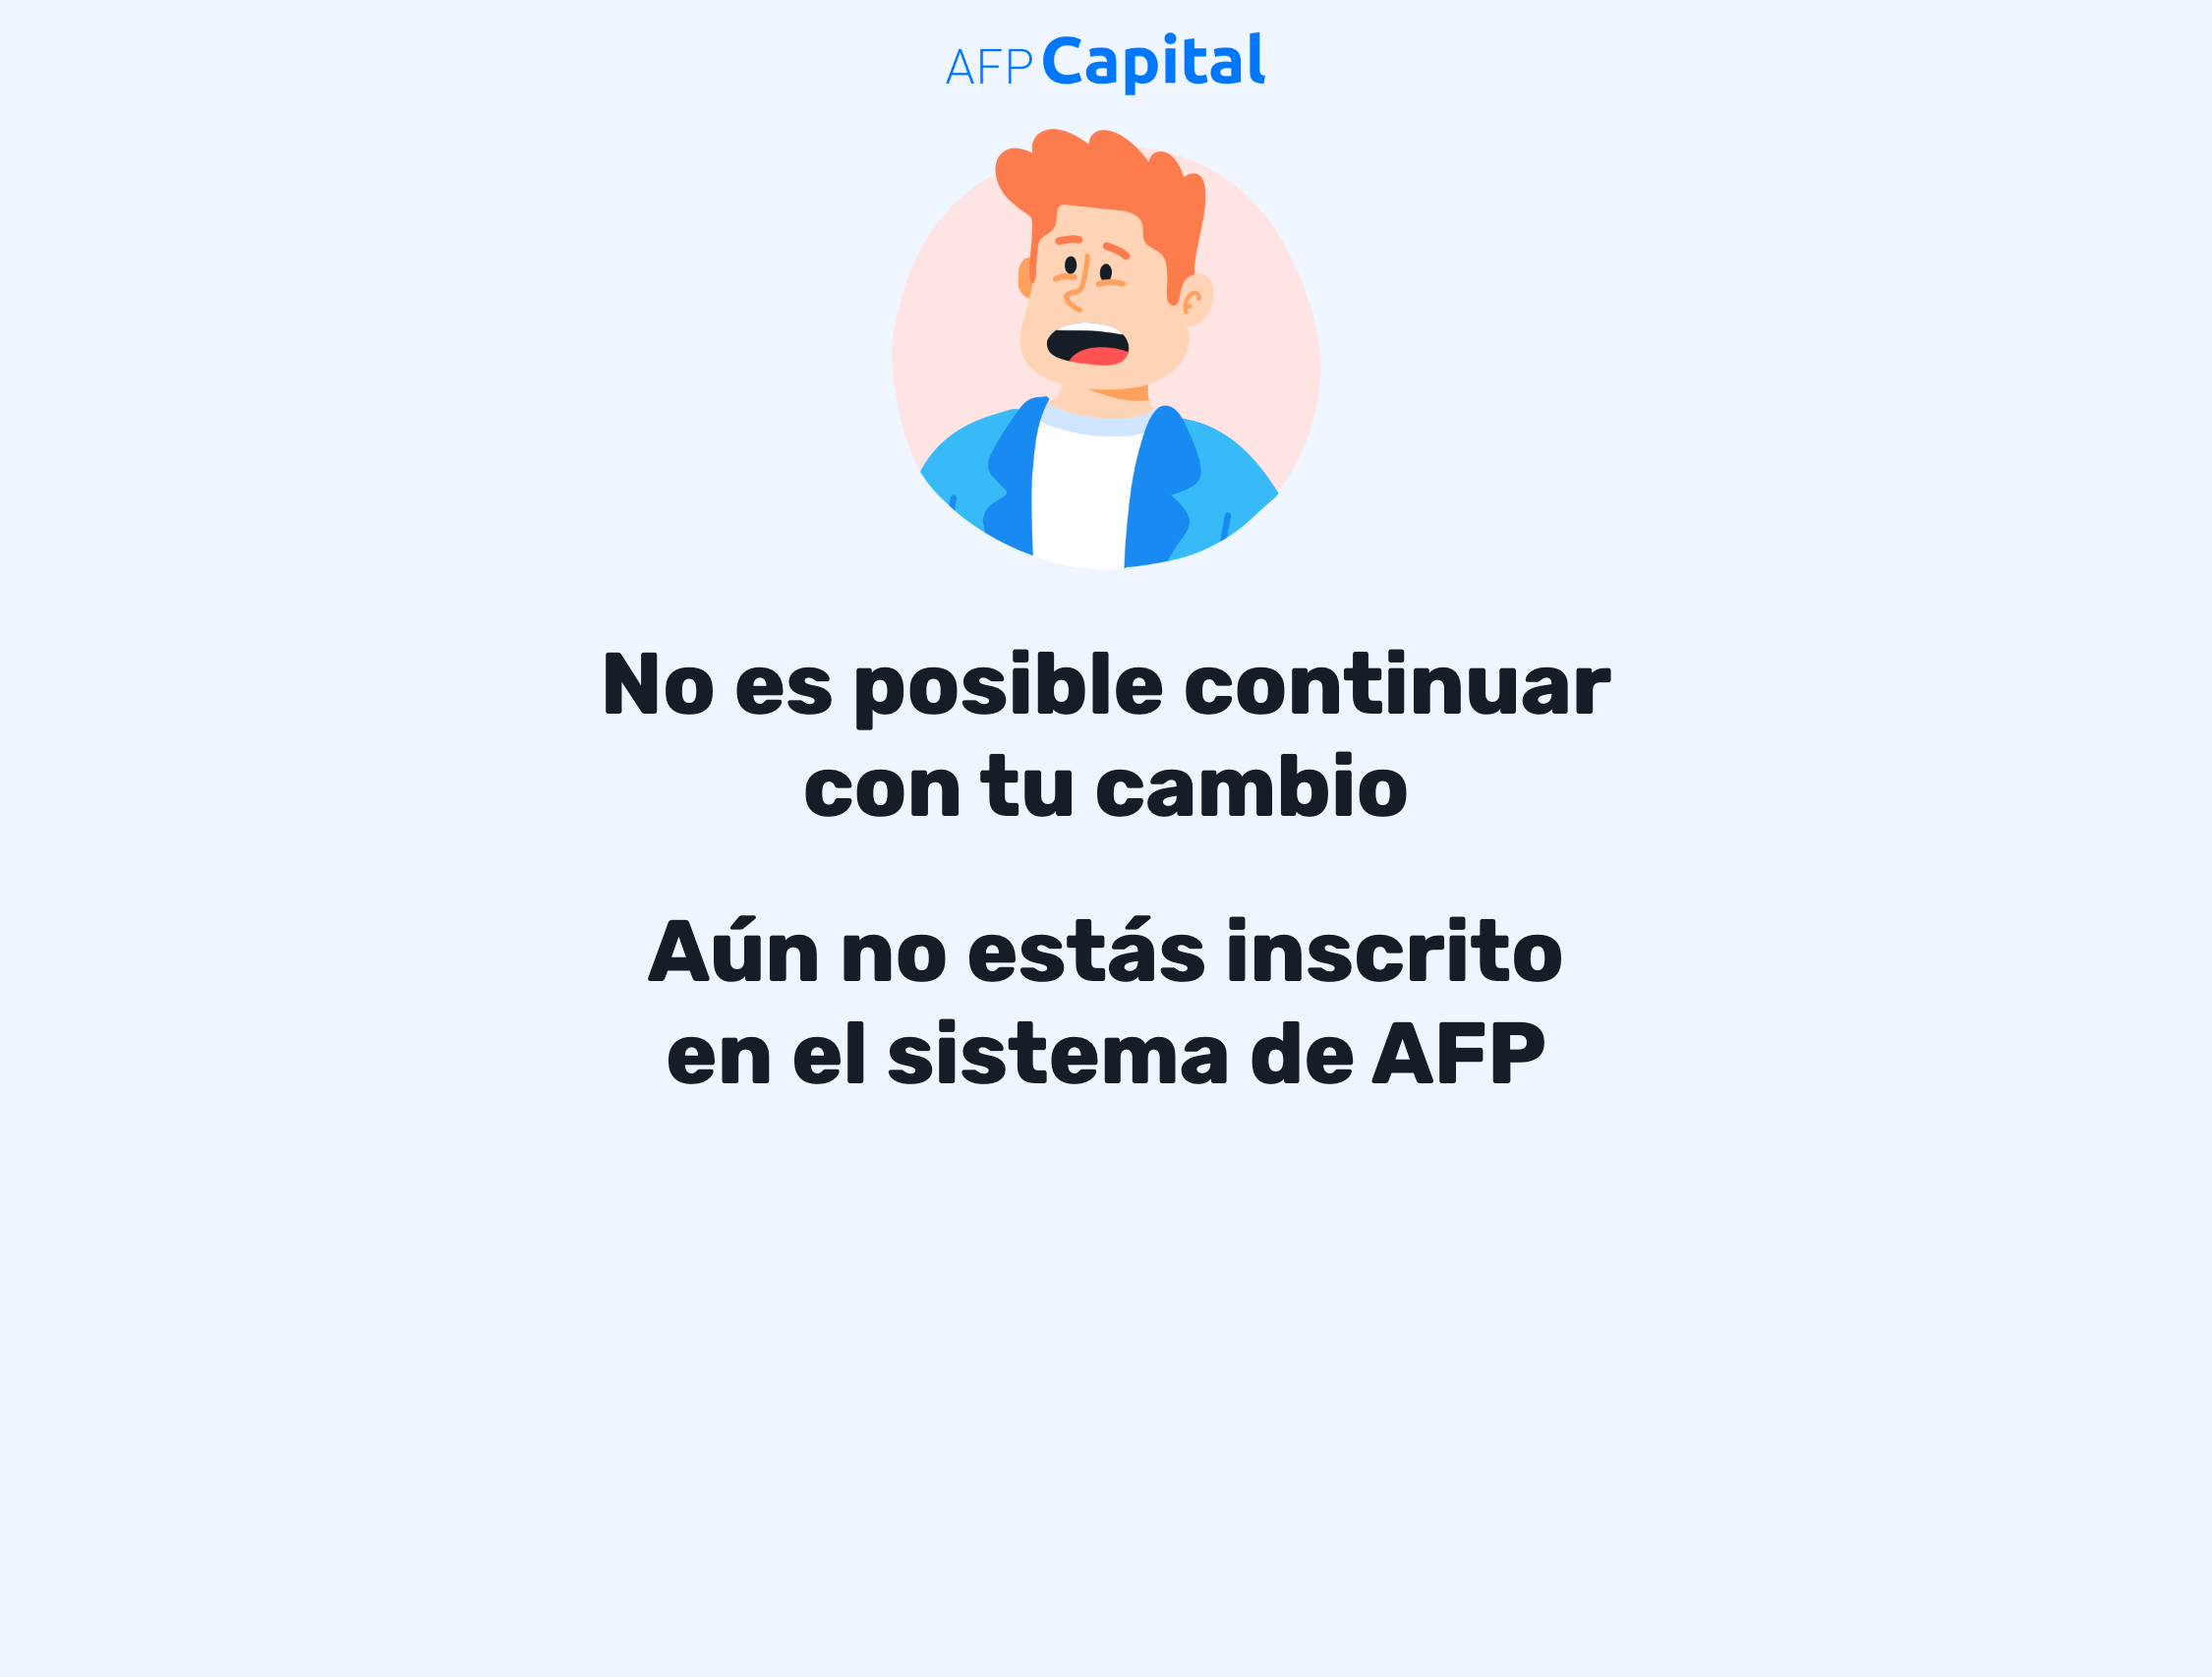 AFP Capital
No es posible continuar
con tu cambio
Aún no estás inscrito
en el sistema de AFP